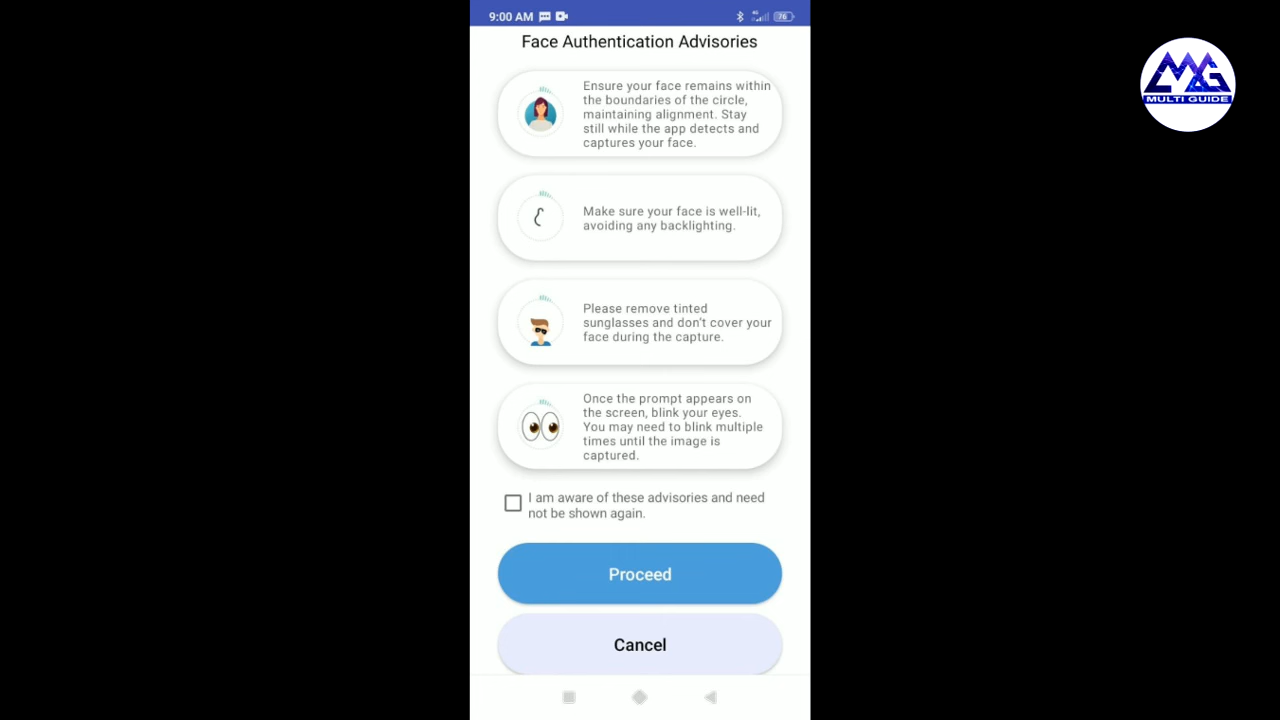 9:00 AM
4G
76
Face Authentication Advisories
MG
MULTI GUIDE
Ensure your face remains within
the boundaries of the circle,
maintaining alignment. Stay
still while the app detects and
captures your face.
Make sure your face is well-lit,
avoiding any backlighting.
Please remove tinted
sunglasses and don't cover your
face during the capture.
Once the prompt appears on
the screen, blink your eyes.
You may need to blink multiple
times until the image is
captured.
I am aware of these advisories and need
not be shown again.
Proceed
Cancel